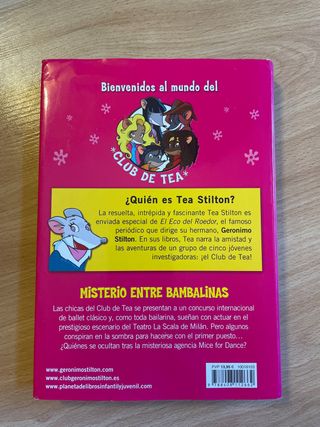 Bienvenidos al mundo del
*CLUB DE TEA*
¿Quién es Tea Stilton?
La resuelta, intrépida y fascinante Tea Stilton es
enviada especial de El Eco del Roedor, el famoso
periódico que dirige su hermano, Geronimo
Stilton. En sus libros, Tea narra la amistad y
las aventuras de un grupo de cinco jóvenes
investigadoras: ¡el Club de Tea!
MISTERIO ENTRE BAMBALINAS
Las chicas del Club de Tea se presentan a un concurso internacional
de ballet clásico y, como toda bailarina, sueñan con actuar en el
prestigioso escenario del Teatro La Scala de Milán. Pero algunos
conspiran en la sombra para hacerse con el primer puesto...
¿Quiénes se ocultan tras la misteriosa agencia Mice for Dance?
www.geronimostilton.com
www.clubgeronimostilton.es
www.planetadelibrosinfantilyjuvenil.com